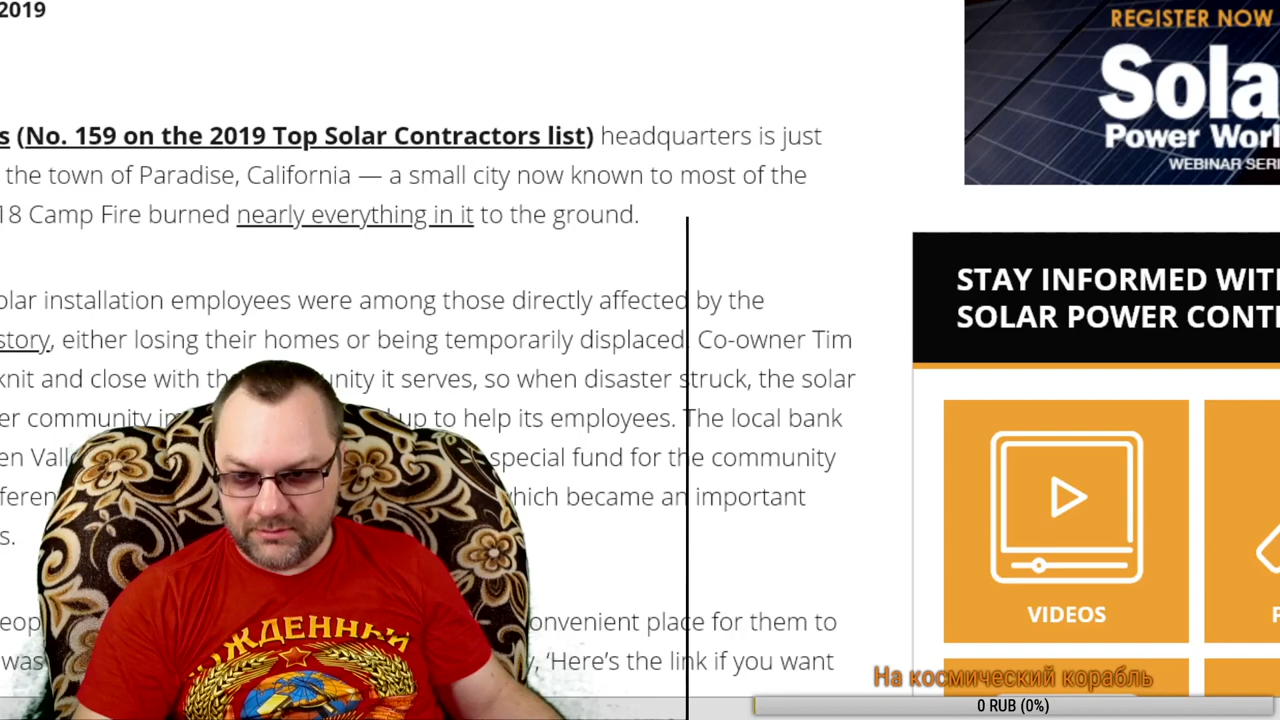 2019
s (No. 159 on the 2019 Top Solar Contractors list) headquarters is just
the town of Paradise, California — a small city now known to most of the
18 Camp Fire burned nearly everything in it to the ground.
olar installation employees were among those directly affected by the
story, either losing their homes or being temporarily displaced. Co-owner Tim
knit and close with th unity it serves, so when disaster struck, the solar
er community im up to help its employees. The local bank
en Vall special fund for the community
fferen which became an important
s.
eop onvenient place for them to
was , ‘Here’s the link if you want
REGISTER NOW
Sola
Power Worl
WEBINAR SERI
STAY INFORMED WITH
SOLAR POWER CONT
VIDEOS
P
ОЖДЕННЫЙ
На космический корабль
0 RUB (0%)